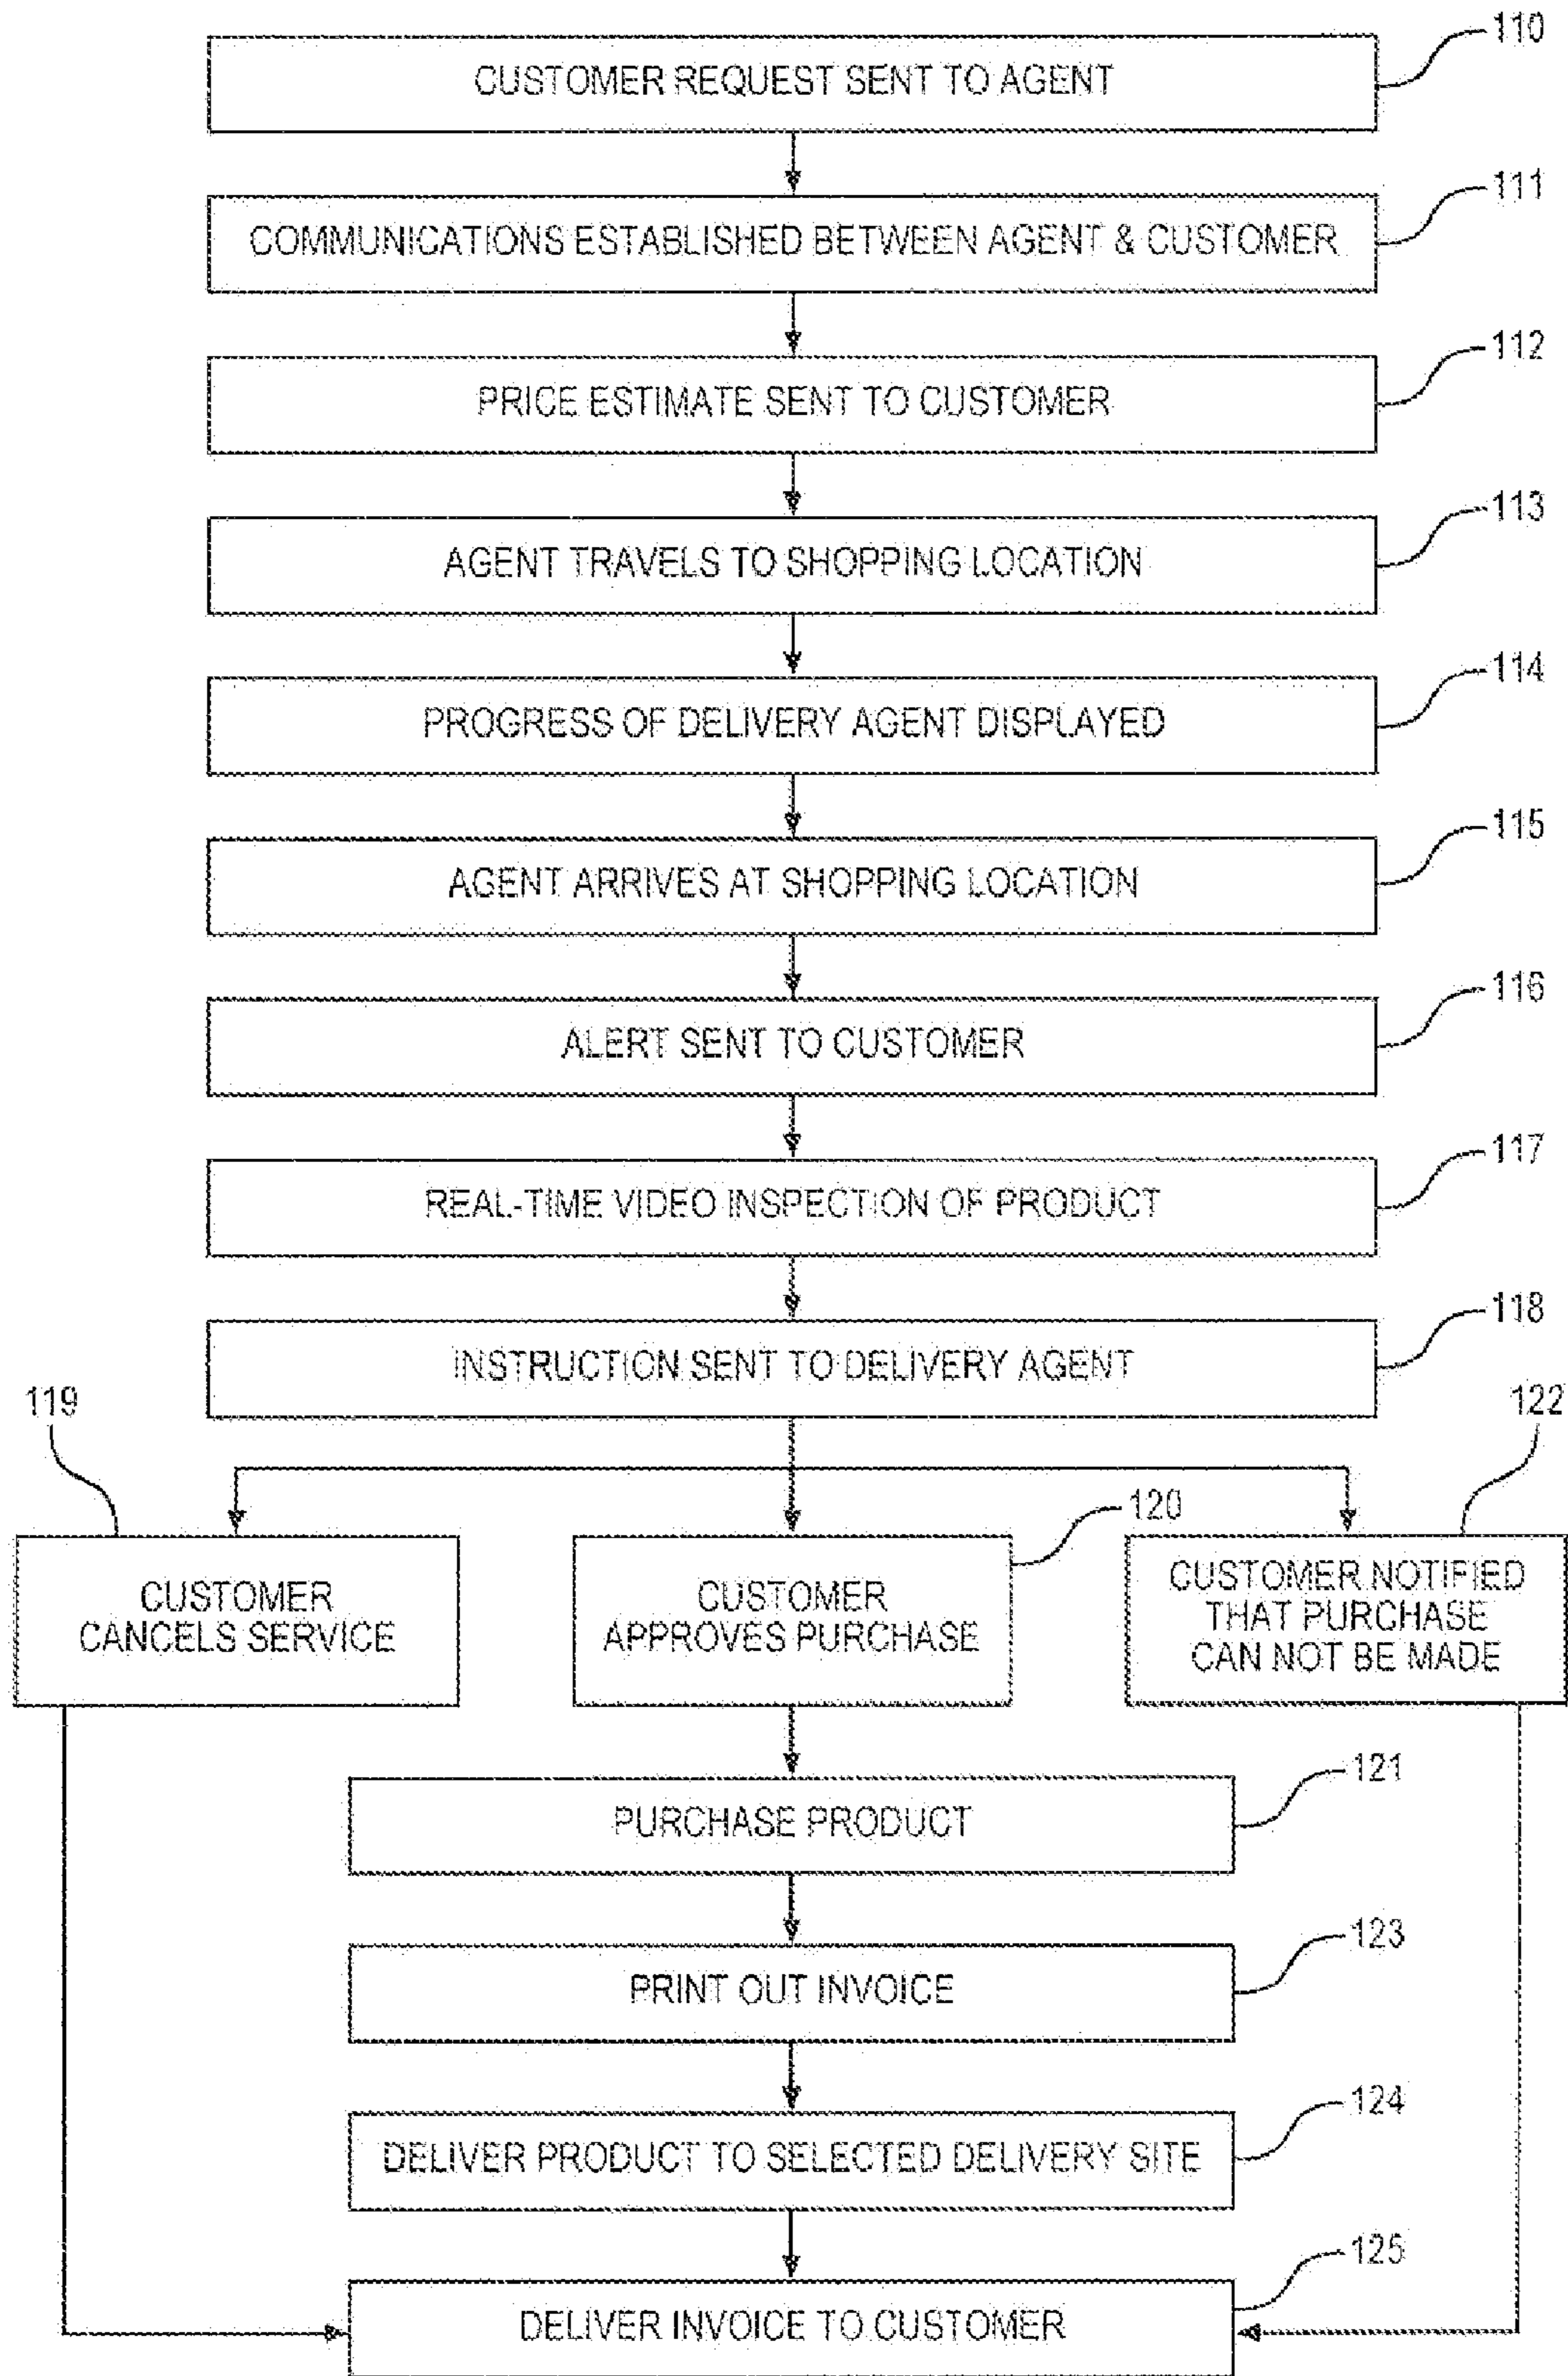 110
CUSTOMER REQUEST SENT TO AGENT
111
COMMUNICATIONS ESTABLISHED BETWEEN AGENT & CUSTOMER
112
PRICE ESTIMATE SENT TO CUSTOMER
113
AGENT TRAVELS TO SHOPPING LOCATION
114
PROGRESS OF DELIVERY AGENT DISPLAYED
115
AGENT ARRIVES AT SHOPPING LOCATION
116
ALERT SENT TO CUSTOMER
117
REAL-TIME VIDEO INSPECTION OF PRODUCT
118
INSTRUCTION SENT TO DELIVERY AGENT
119
CUSTOMER
CANCELS SERVICE
120
CUSTOMER
APPROVES PURCHASE
122
CUSTOMER NOTIFIED
THAT PURCHASE
CAN NOT BE MADE
121
PURCHASE PRODUCT
123
PRINT OUT INVOICE
124
DELIVER PRODUCT TO SELECTED DELIVERY SITE
125
DELIVER INVOICE TO CUSTOMER